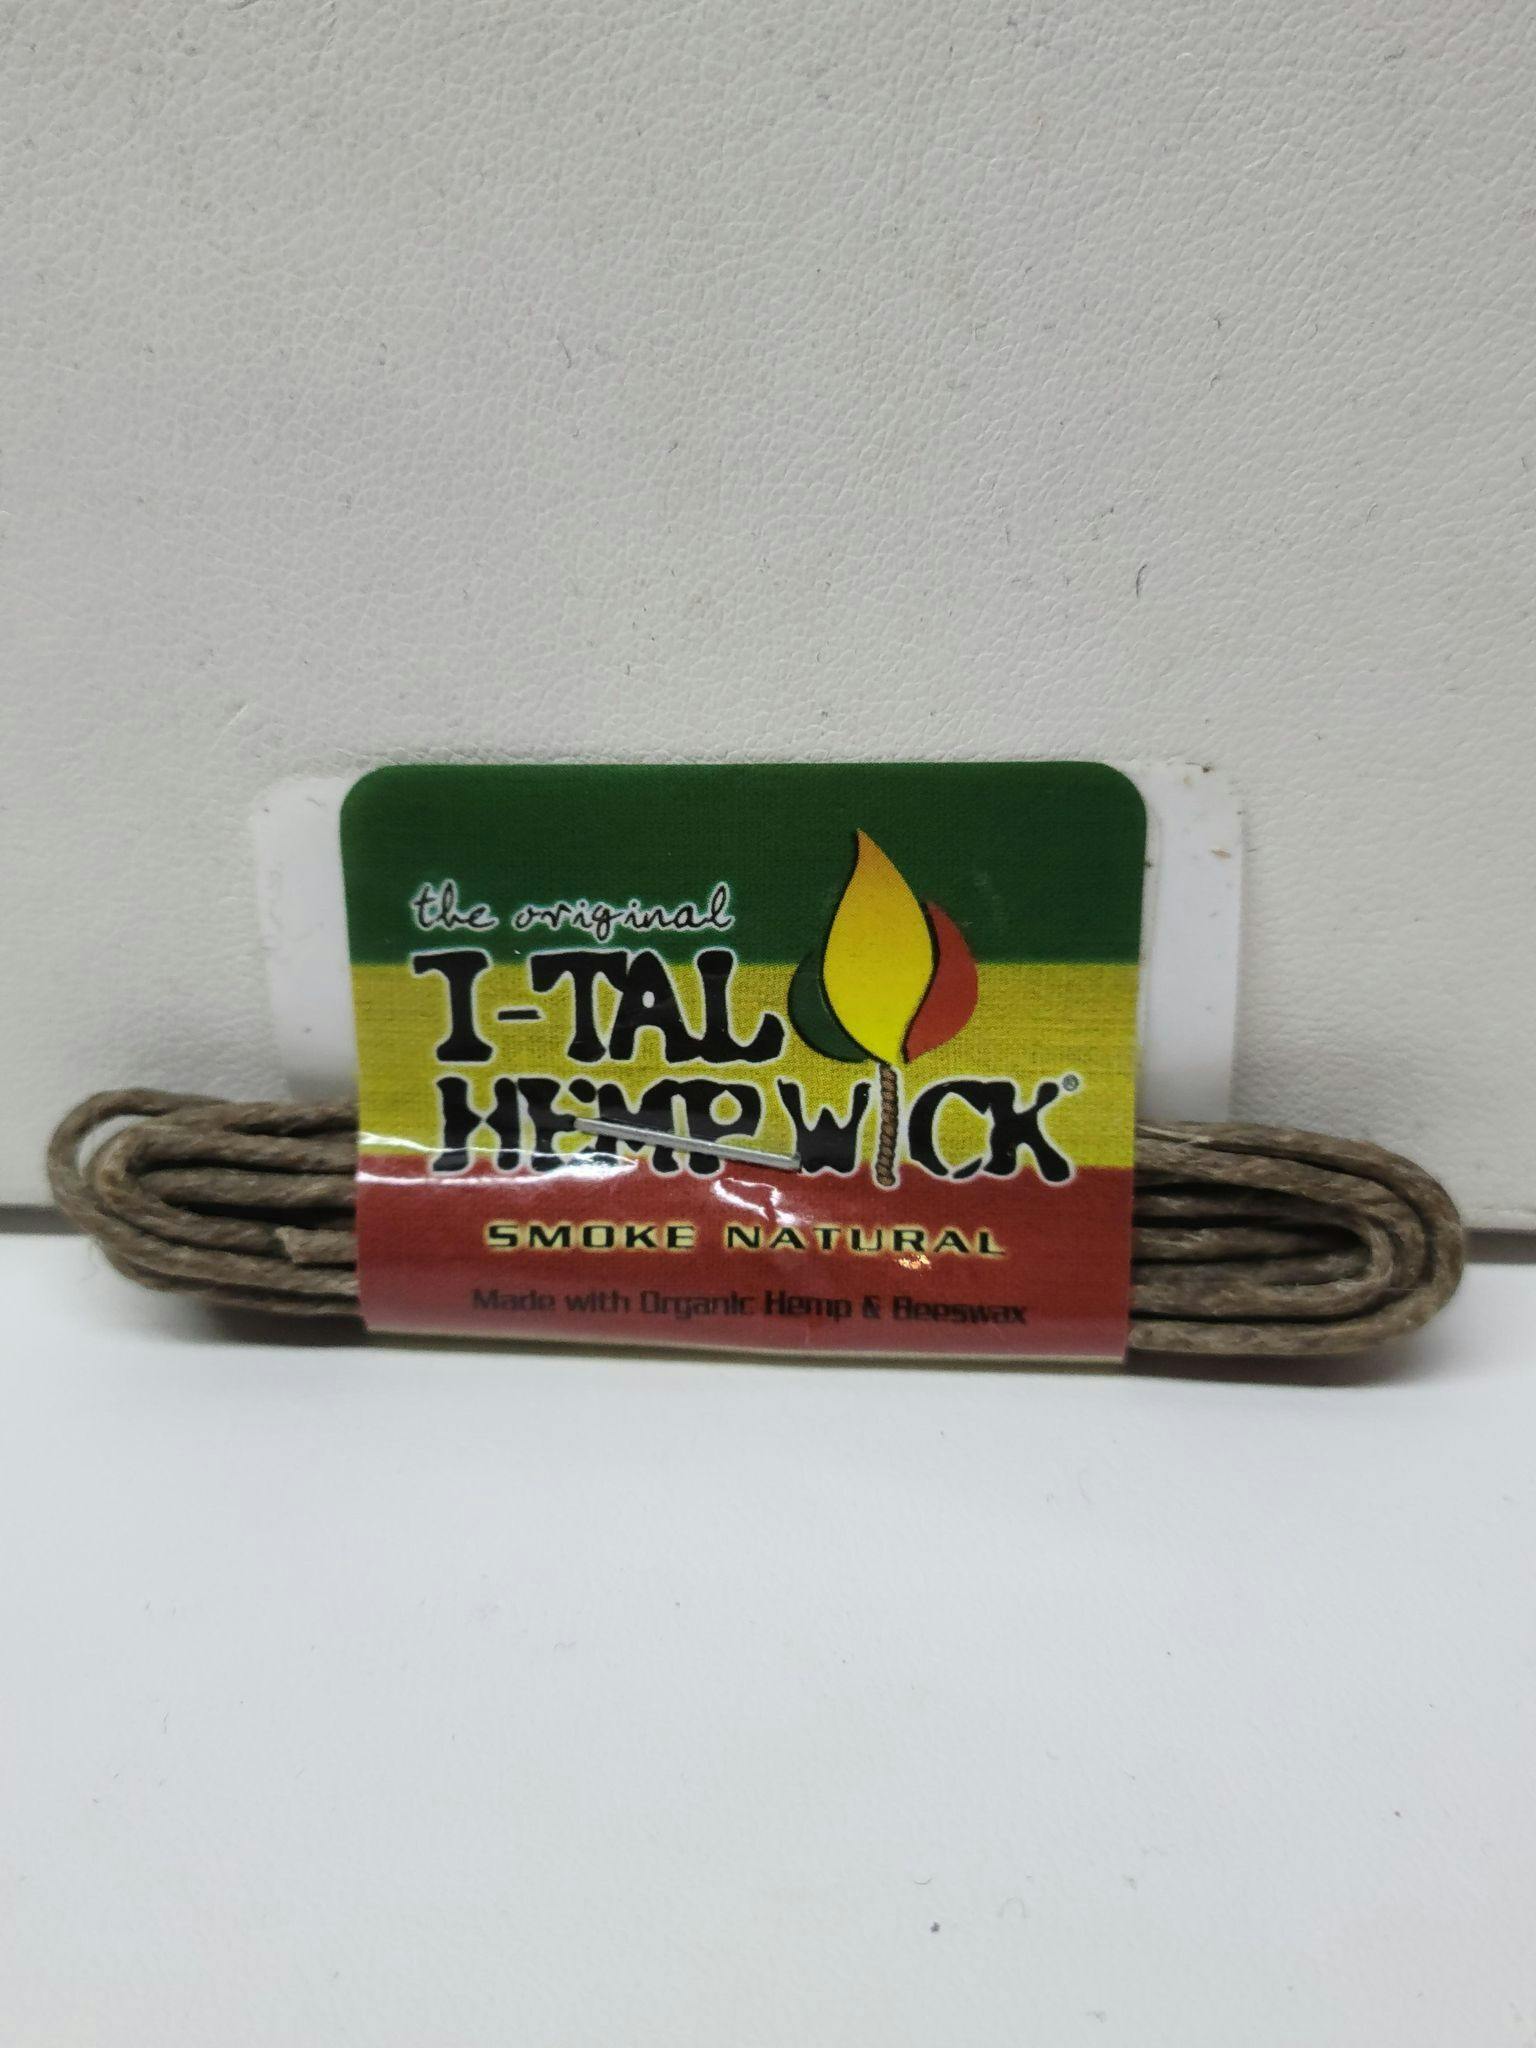 the original
I-TAL
HEMPWICK®
SMOKE NATURAL
Made with Organic Hemp & Beeswax